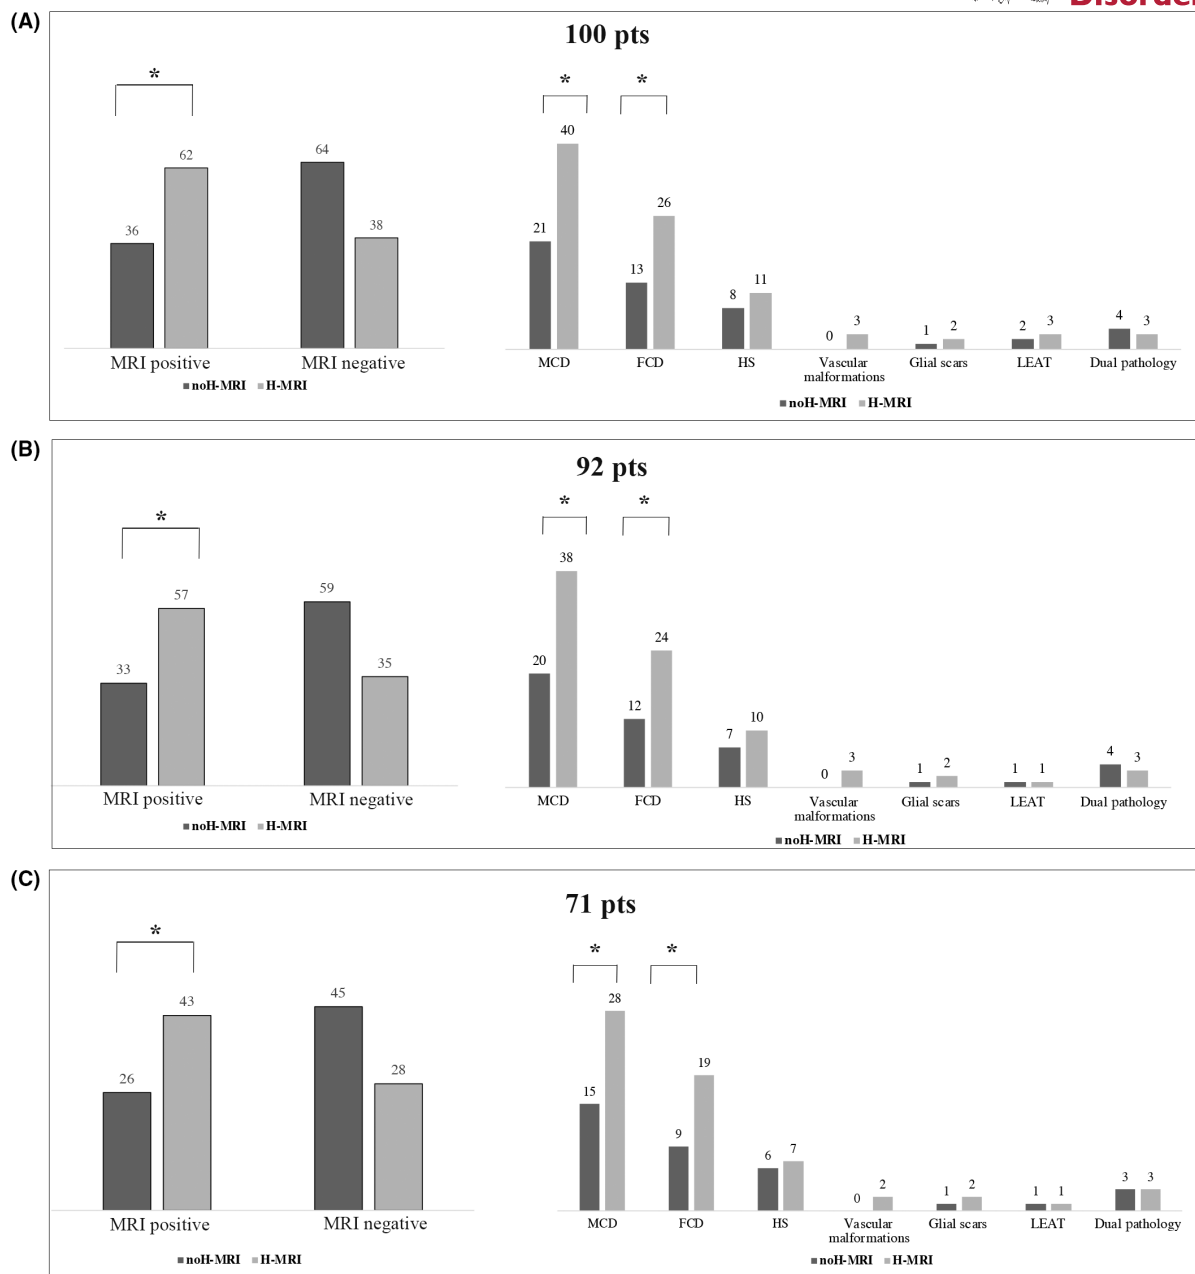 Disorder
(A)
100 pts
*
* *
36 62 64 38
MRI positive MRI negative
noH-MRI H-MRI
21 40 13 26 8 11 0 3 1 2 2 3 4 3
MCD FCD HS Vascular malformations Glial scars LEAT Dual pathology
noH-MRI H-MRI
(B)
92 pts
*
* *
33 57 59 35
MRI positive MRI negative
noH-MRI H-MRI
20 38 12 24 7 10 0 3 1 2 1 1 4 3
MCD FCD HS Vascular malformations Glial scars LEAT Dual pathology
noH-MRI H-MRI
(C)
71 pts
*
* *
26 43 45 28
MRI positive MRI negative
noH-MRI H-MRI
15 28 9 19 6 7 0 2 1 2 1 1 3 3
MCD FCD HS Vascular malformations Glial scars LEAT Dual pathology
noH-MRI H-MRI